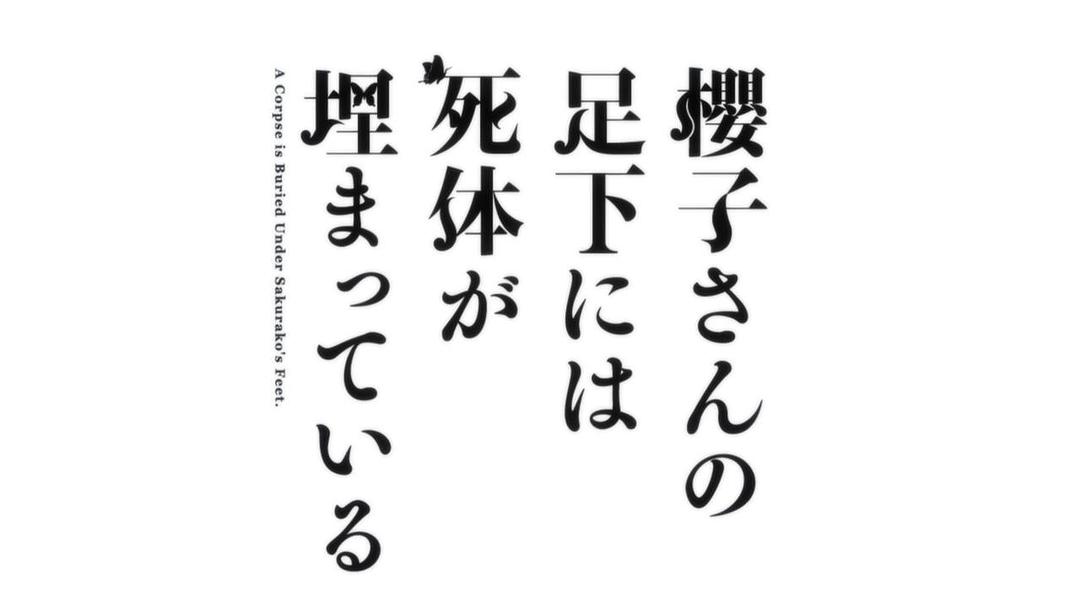 櫻子さんの
足下には
死体が
埋まっている
A Corpse is Buried Under Sakurako's Feet.